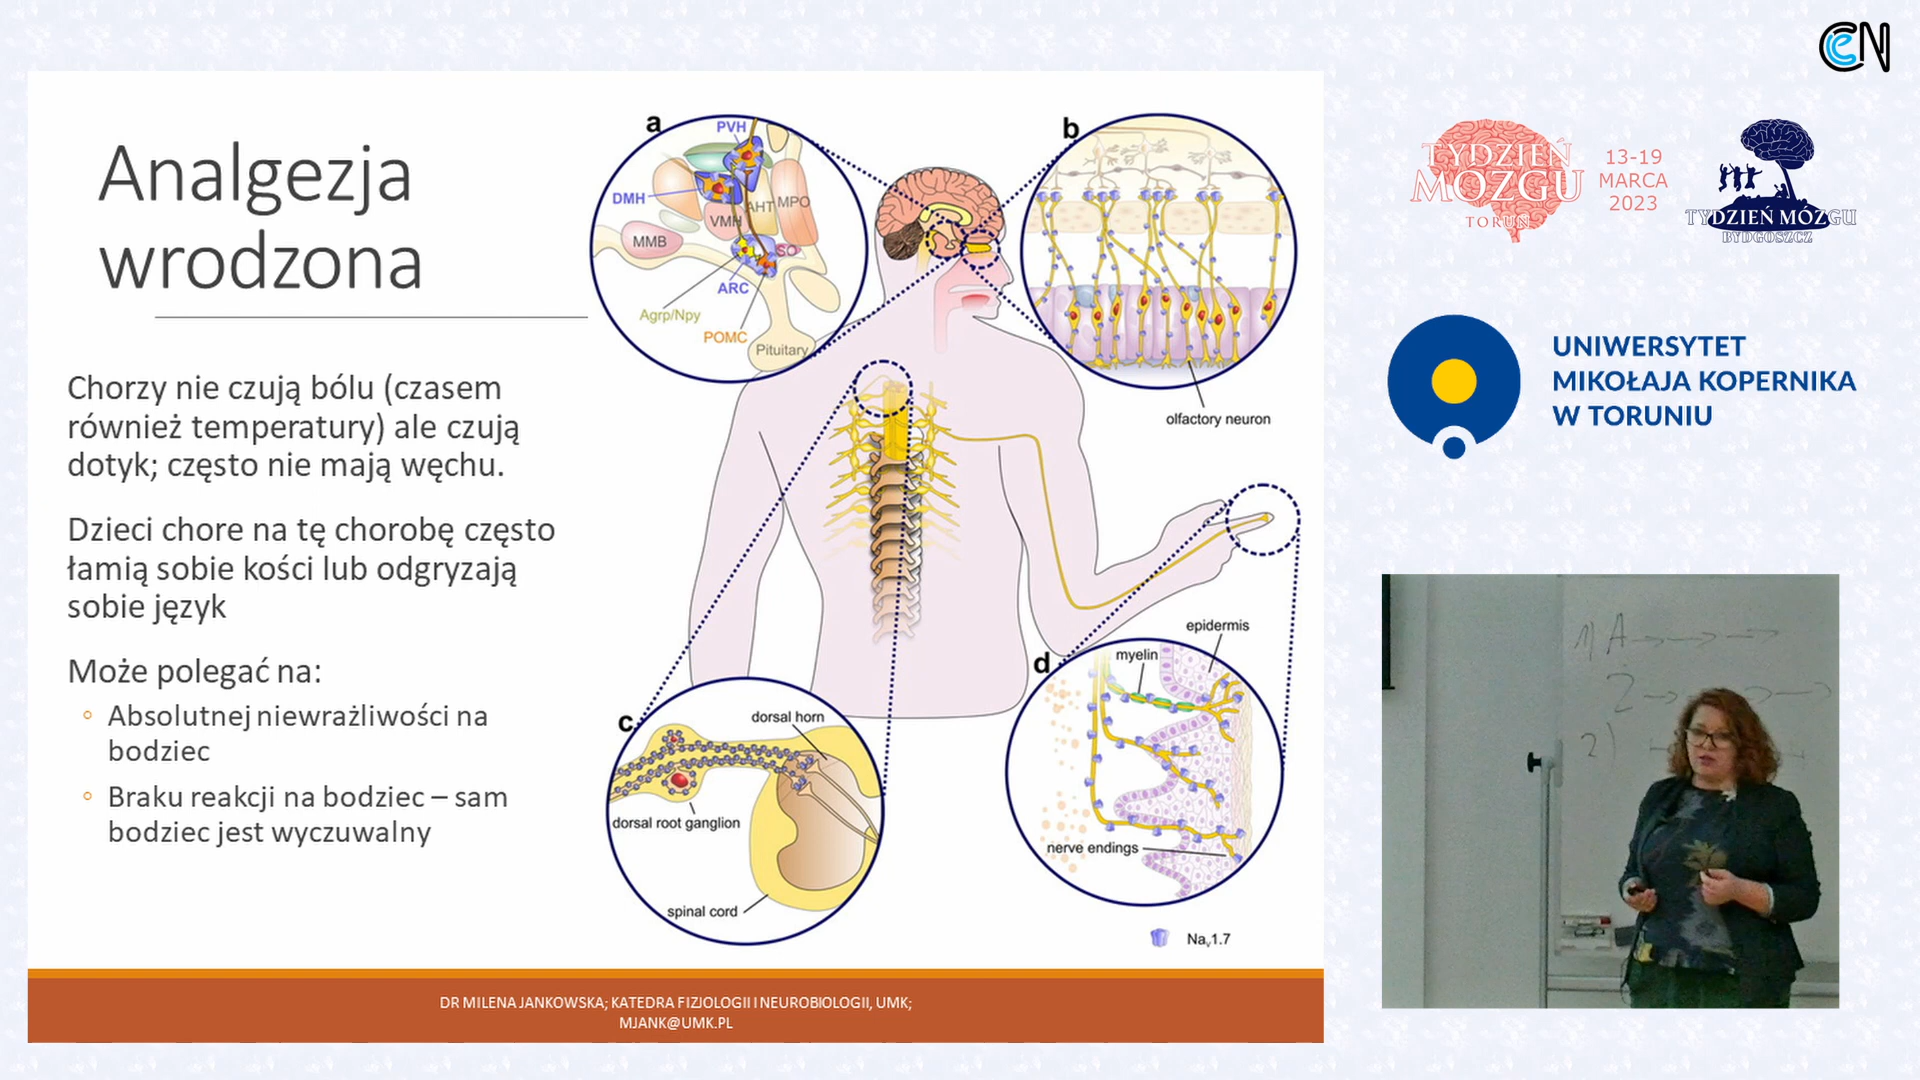 CeN
Analgezja
wrodzona
Chorzy nie czują bólu (czasem
również temperatury) ale czują
dotyk; często nie mają węchu.
Dzieci chore na tę chorobę często
łamią sobie kości lub odgryzają
sobie język
Może polegać na:
Absolutnej niewrażliwości na
bodziec
Braku reakcji na bodziec – sam
bodziec jest wyczuwalny
a
PVH
DMH
AHT
MPO
VMH
MMB
SO
ARC
Agrp/Npy
POMC
Pituitary
b
olfactory neuron
c
dorsal horn
dorsal root ganglion
spinal cord
d
epidermis
myelin
nerve endings
Nav1.7
DR MILENA JANKOWSKA; KATEDRA FIZJOLOGII I NEUROBIOLOGII, UMK;
MJANK@UMK.PL
TYDZIEŃ
MÓZGU
TORUŃ
13-19
MARCA
2023
TYDZIEŃ MÓZGU
BYDGOSZCZ
UNIWERSYTET
MIKOŁAJA KOPERNIKA
W TORUNIU
1) A
2
2)